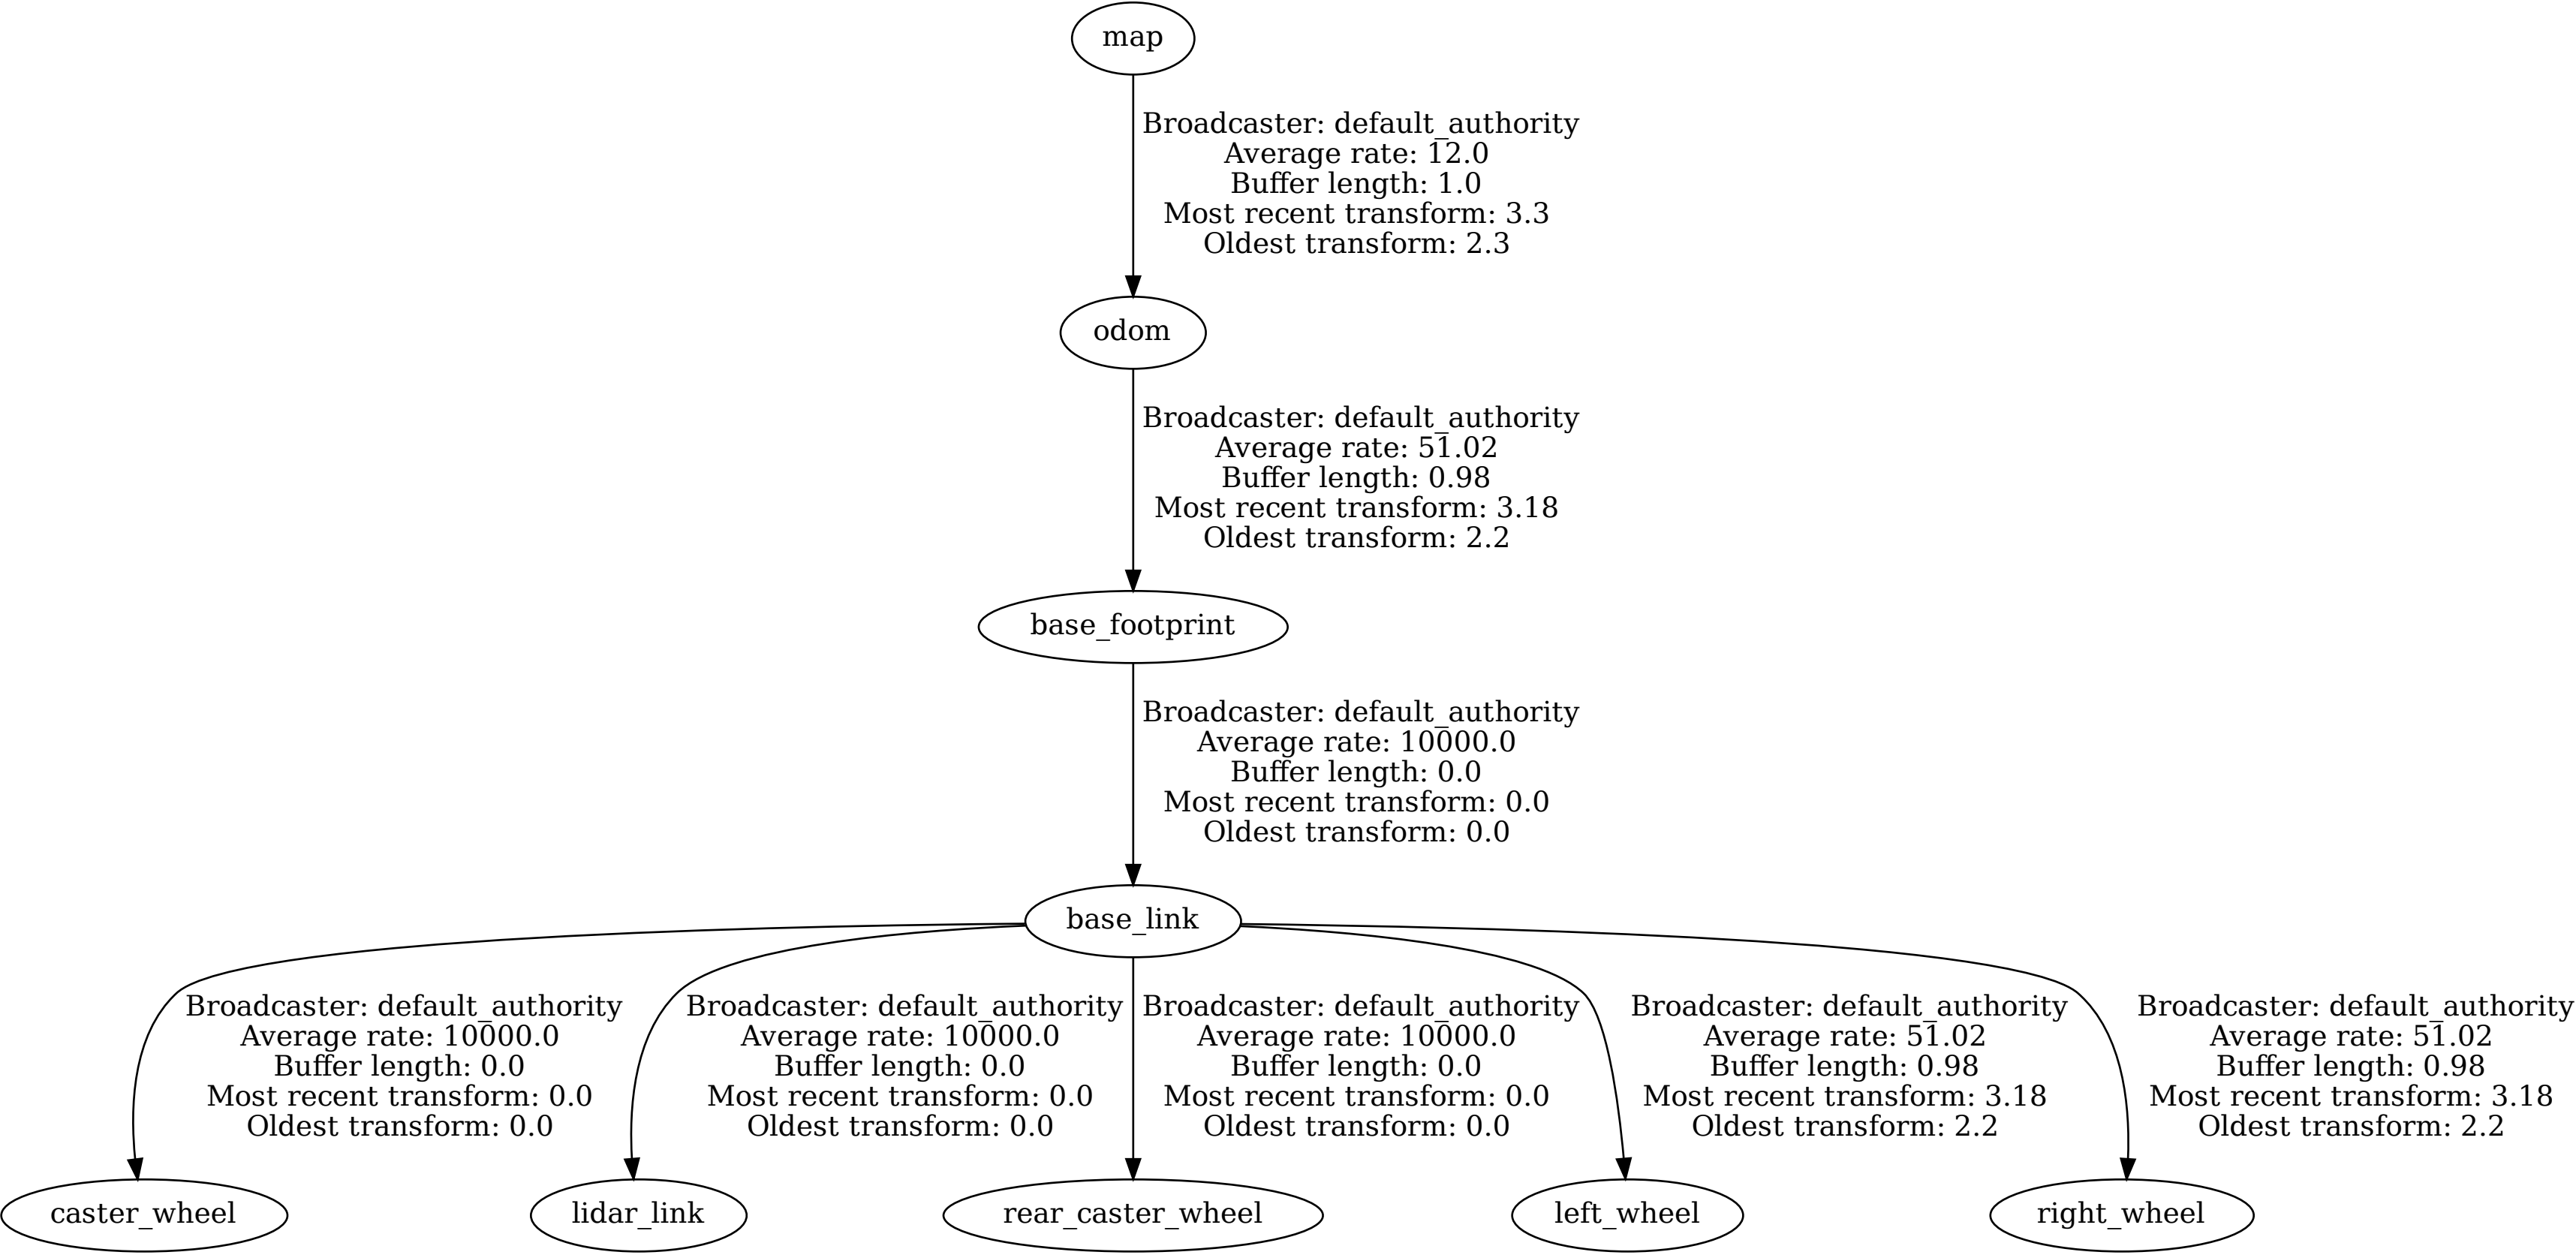 map
Broadcaster: default_authority
Average rate: 12.0
Buffer length: 1.0
Most recent transform: 3.3
Oldest transform: 2.3
odom
Broadcaster: default_authority
Average rate: 51.02
Buffer length: 0.98
Most recent transform: 3.18
Oldest transform: 2.2
base_footprint
Broadcaster: default_authority
Average rate: 10000.0
Buffer length: 0.0
Most recent transform: 0.0
Oldest transform: 0.0
base_link
Broadcaster: default_authority
Average rate: 10000.0
Buffer length: 0.0
Most recent transform: 0.0
Oldest transform: 0.0
Broadcaster: default_authority
Average rate: 10000.0
Buffer length: 0.0
Most recent transform: 0.0
Oldest transform: 0.0
Broadcaster: default_authority
Average rate: 10000.0
Buffer length: 0.0
Most recent transform: 0.0
Oldest transform: 0.0
Broadcaster: default_authority
Average rate: 51.02
Buffer length: 0.98
Most recent transform: 3.18
Oldest transform: 2.2
Broadcaster: default_authority
Average rate: 51.02
Buffer length: 0.98
Most recent transform: 3.18
Oldest transform: 2.2
caster_wheel
lidar_link
rear_caster_wheel
left_wheel
right_wheel